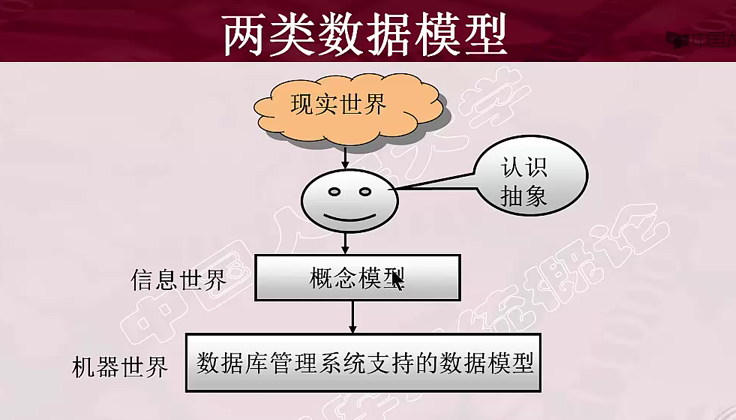 两类数据模型
现实世界
认识
抽象
信息世界
概念模型
机器世界
数据库管理系统支持的数据模型